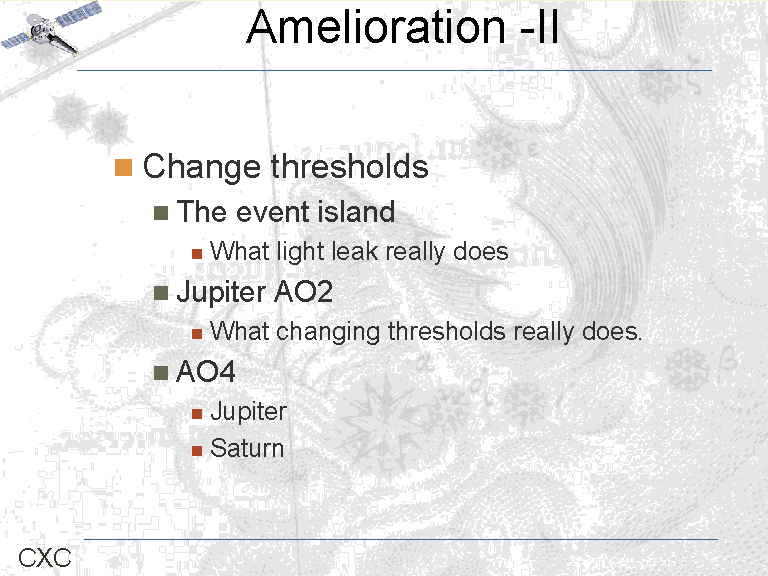 Amelioration -II
Change thresholds
The event island
What light leak really does
Jupiter AO2
What changing thresholds really does.
AO4
Jupiter
Saturn
CXC